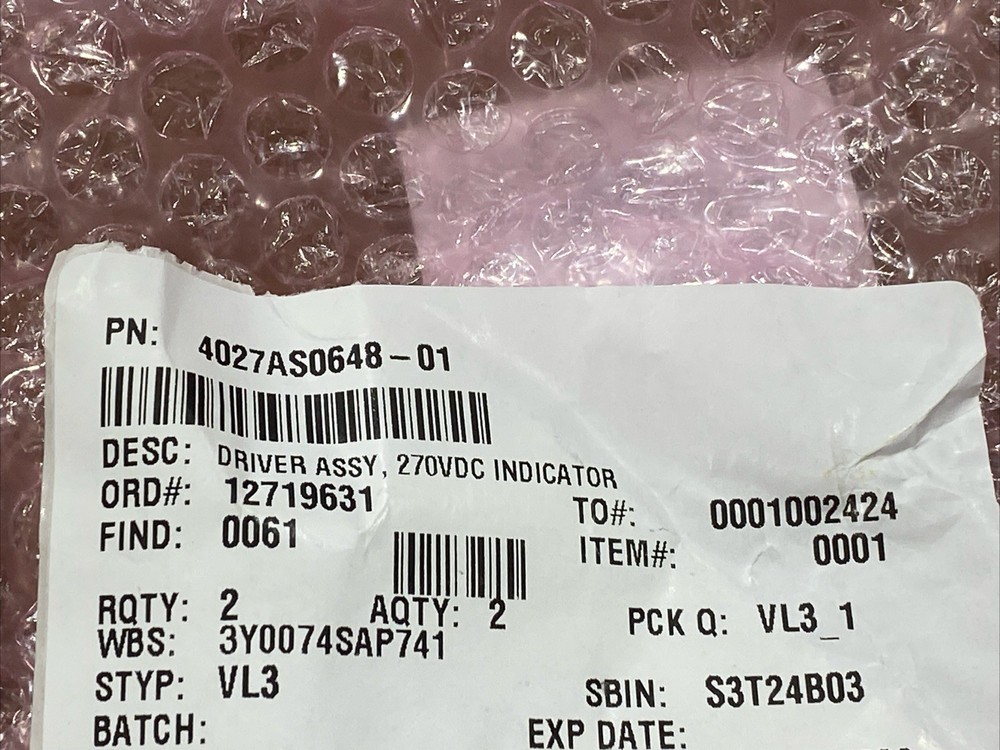 PN: 4027AS0648-01
DESC: DRIVER ASSY, 270VDC INDICATOR
ORD#: 12719631 TO#: 0001002424
FIND: 0061 ITEM#: 0001
RQTY: 2 AQTY: 2 PCK Q: VL3_1
WBS: 3Y0074SAP741
STYP: VL3 SBIN: S3T24B03
BATCH: EXP DATE: